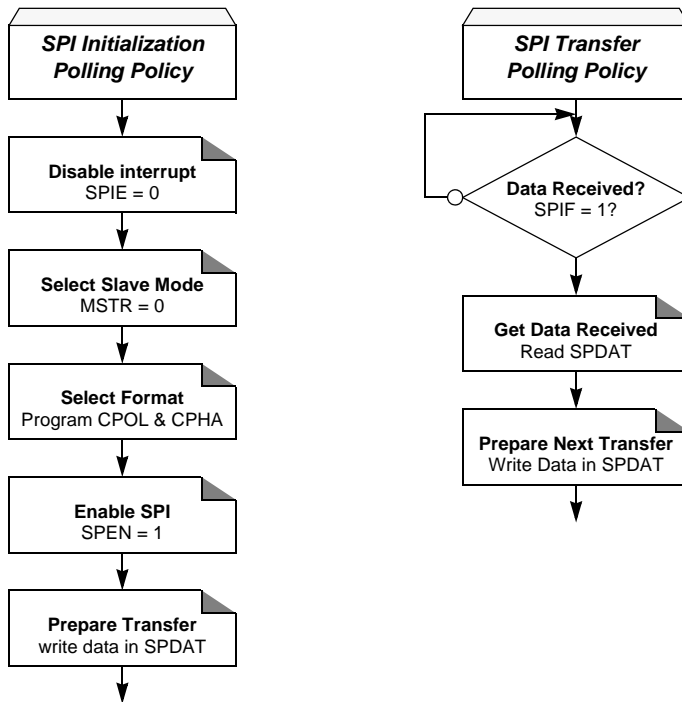 SPI Initialization
Polling Policy
Disable interrupt
SPIE = 0
Select Slave Mode
MSTR = 0
Select Format
Program CPOL & CPHA
Enable SPI
SPEN = 1
Prepare Transfer
write data in SPDAT
SPI Transfer
Polling Policy
Data Received?
SPIF = 1?
Get Data Received
Read SPDAT
Prepare Next Transfer
Write Data in SPDAT